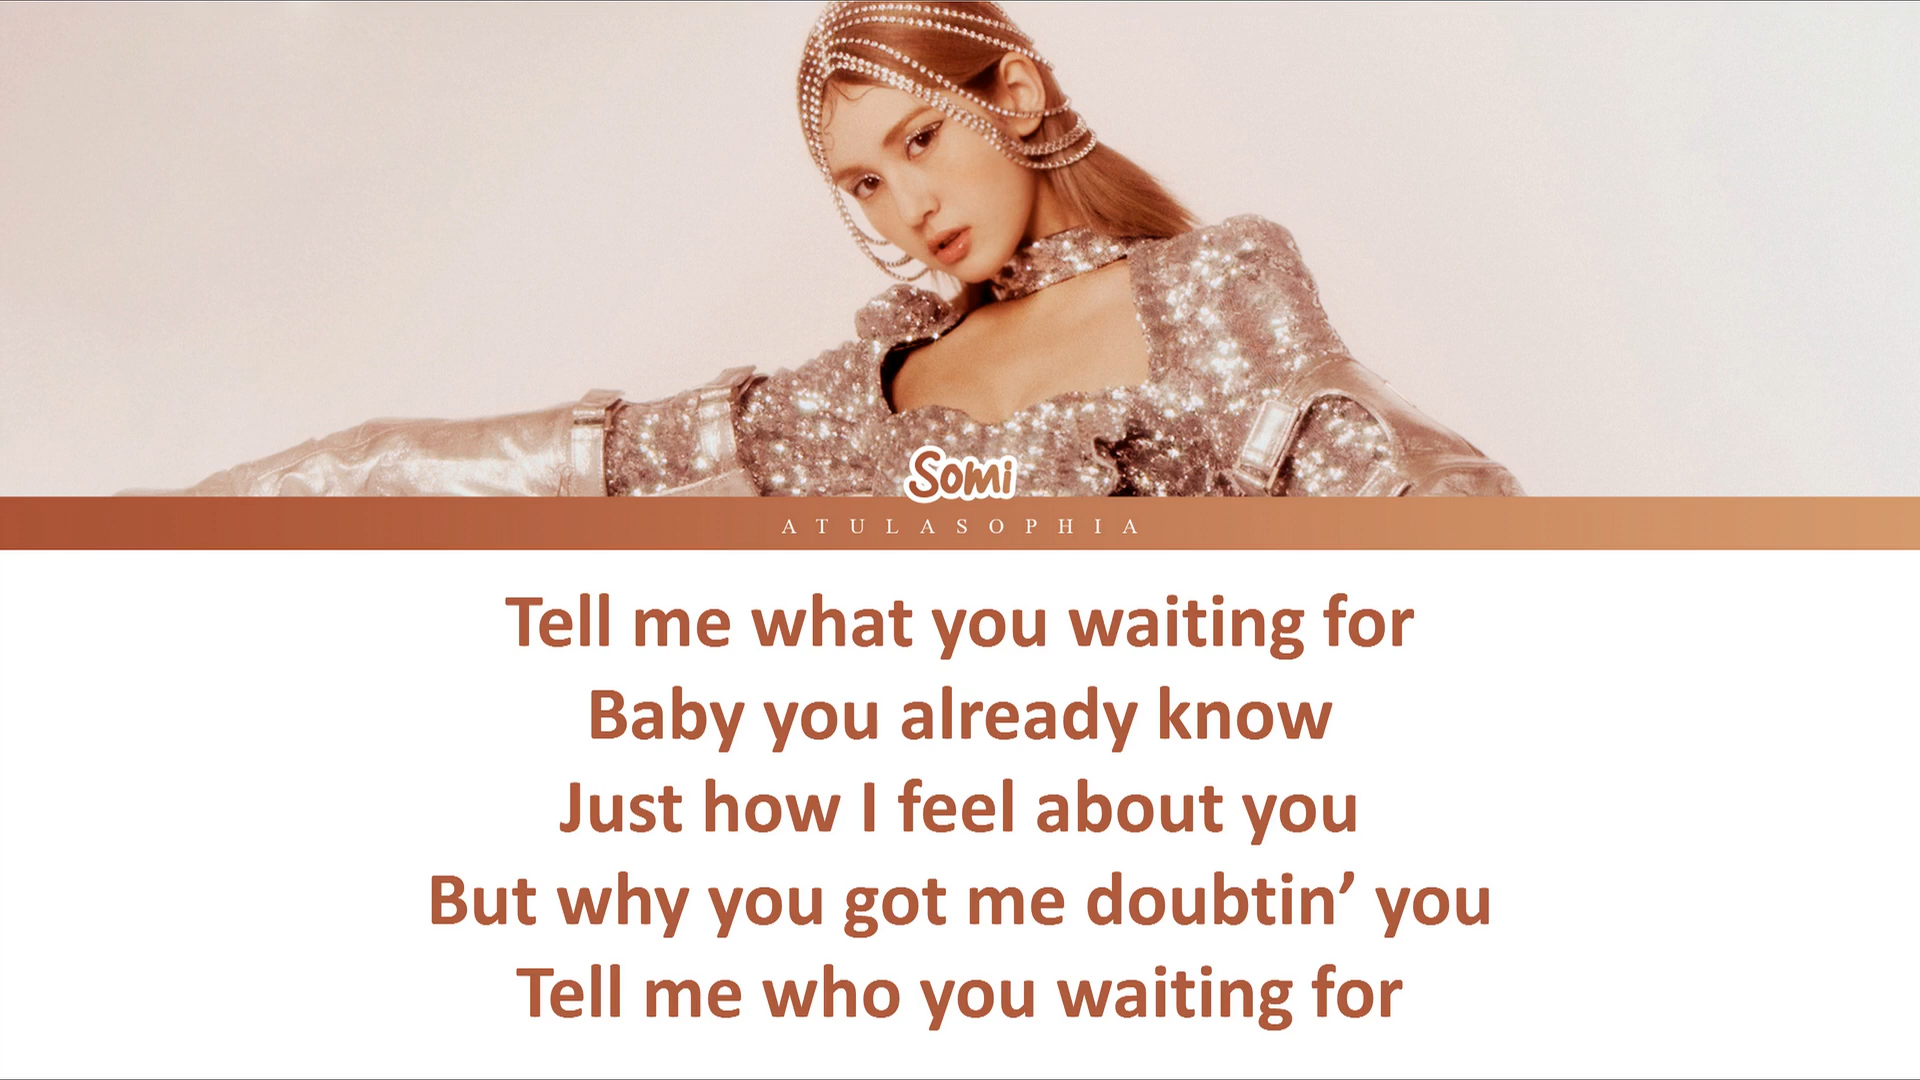 Somi
ATULASOPHIA
Tell me what you waiting for
Baby you already know
Just how I feel about you
But why you got me doubtin’ you
Tell me who you waiting for